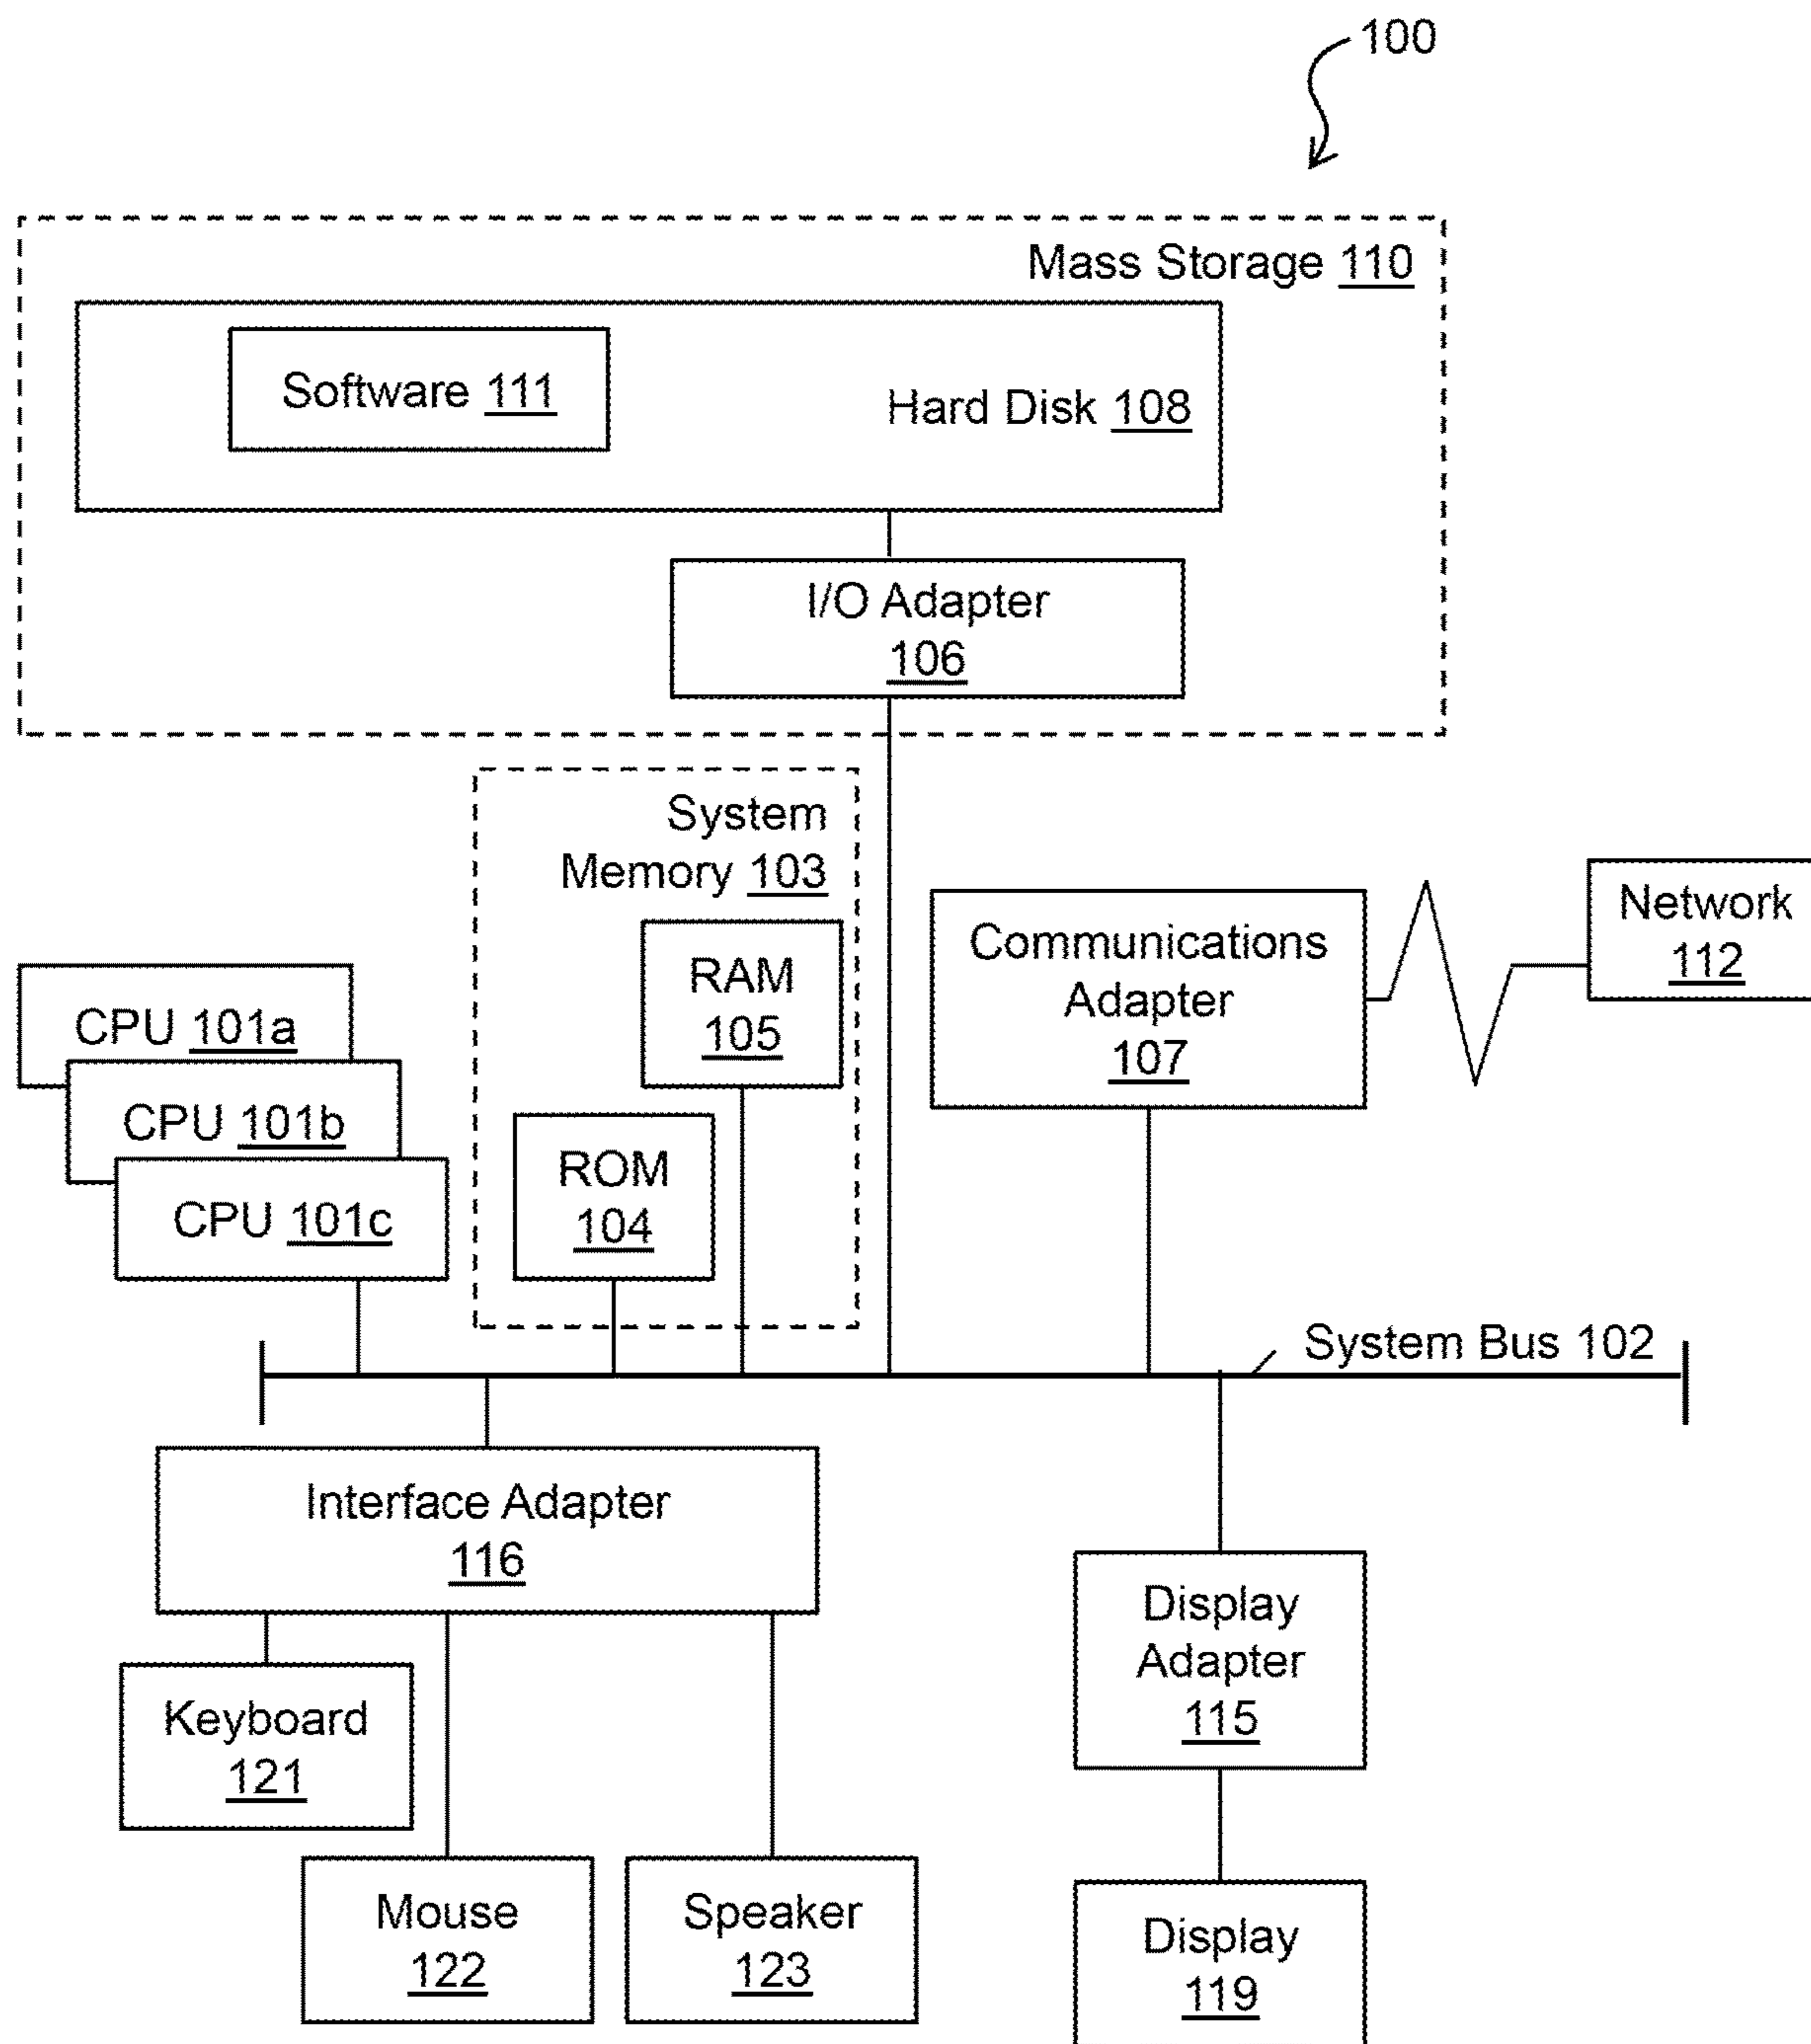 100
Mass Storage 110
Software 111
Hard Disk 108
I/O Adapter
106
System
Memory 103
RAM
105
ROM
104
Communications
Adapter
107
Network
112
CPU 101a
CPU 101b
CPU 101c
System Bus 102
Interface Adapter
116
Display
Adapter
115
Keyboard
121
Mouse
122
Speaker
123
Display
119